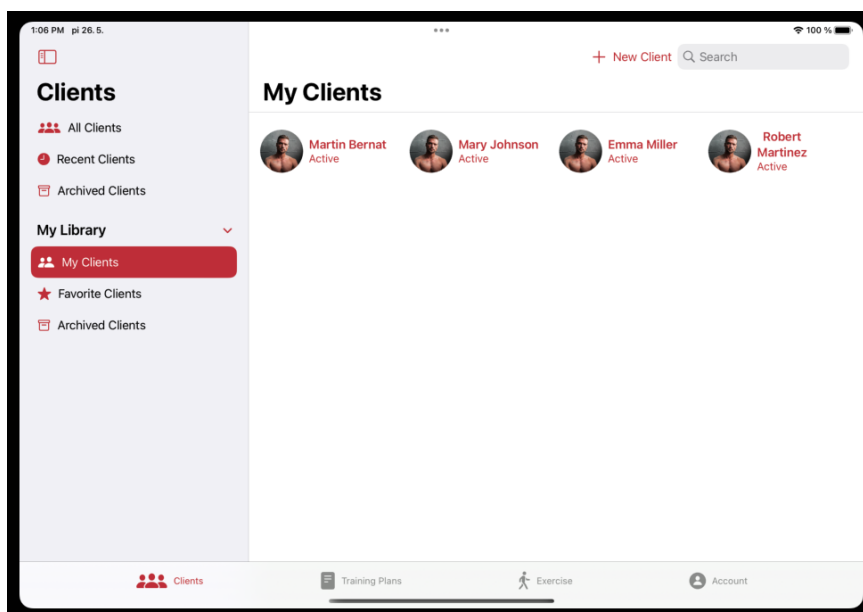 1:06 PM pi 26. 5.
100 %
New Client
Search
Clients
All Clients
Recent Clients
Archived Clients
My Library
My Clients
Favorite Clients
Archived Clients
My Clients
Martin Bernat
Active
Mary Johnson
Active
Emma Miller
Active
Robert
Martinez
Active
Clients
Training Plans
Exercise
Account